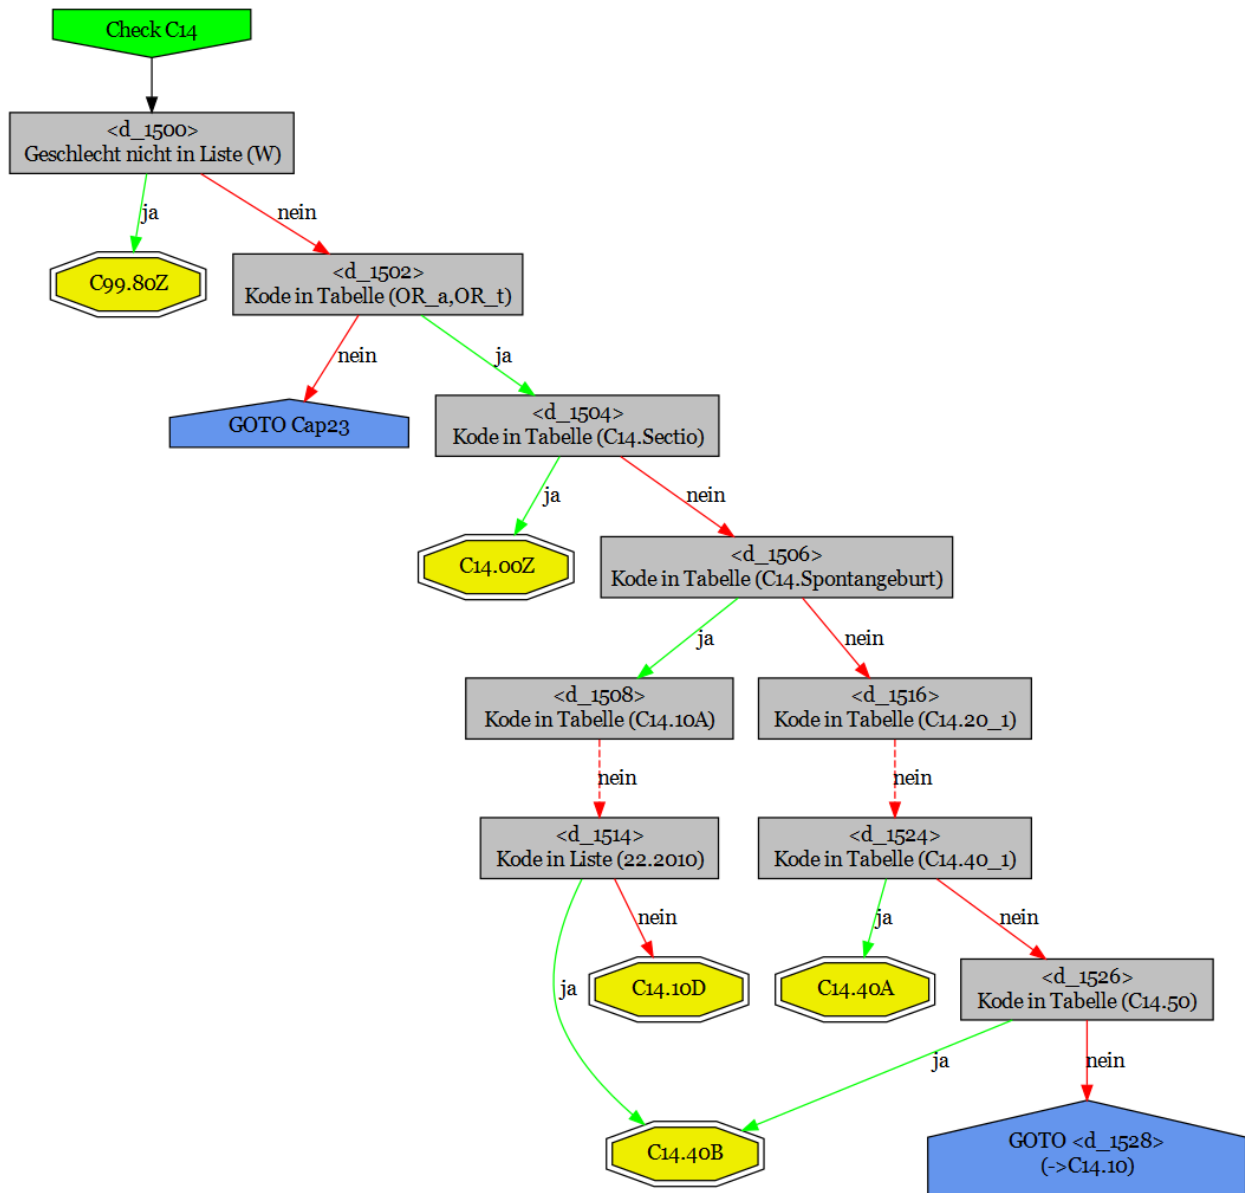 Check C14
<d_1500>
Geschlecht nicht in Liste (W)
ja
nein
C99.80Z
<d_1502>
Kode in Tabelle (OR_a,OR_t)
nein
ja
GOTO Cap23
<d_1504>
Kode in Tabelle (C14.Sectio)
ja
nein
C14.00Z
<d_1506>
Kode in Tabelle (C14.Spontangeburt)
ja
nein
<d_1508>
Kode in Tabelle (C14.10A)
<d_1516>
Kode in Tabelle (C14.20_1)
nein
nein
<d_1514>
Kode in Liste (22.2010)
<d_1524>
Kode in Tabelle (C14.40_1)
nein
ja
nein
ja
C14.10D
C14.40A
<d_1526>
Kode in Tabelle (C14.50)
ja
nein
C14.40B
GOTO <d_1528>
(->C14.10)